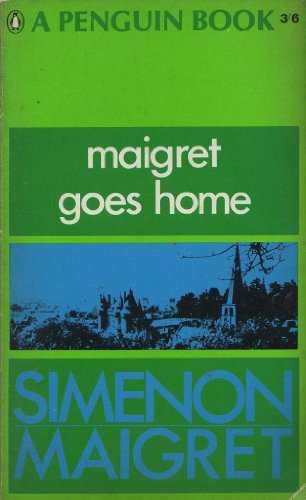 A PENGUIN BOOK 3'6
maigret
goes home
SIMENON
MAIGRET